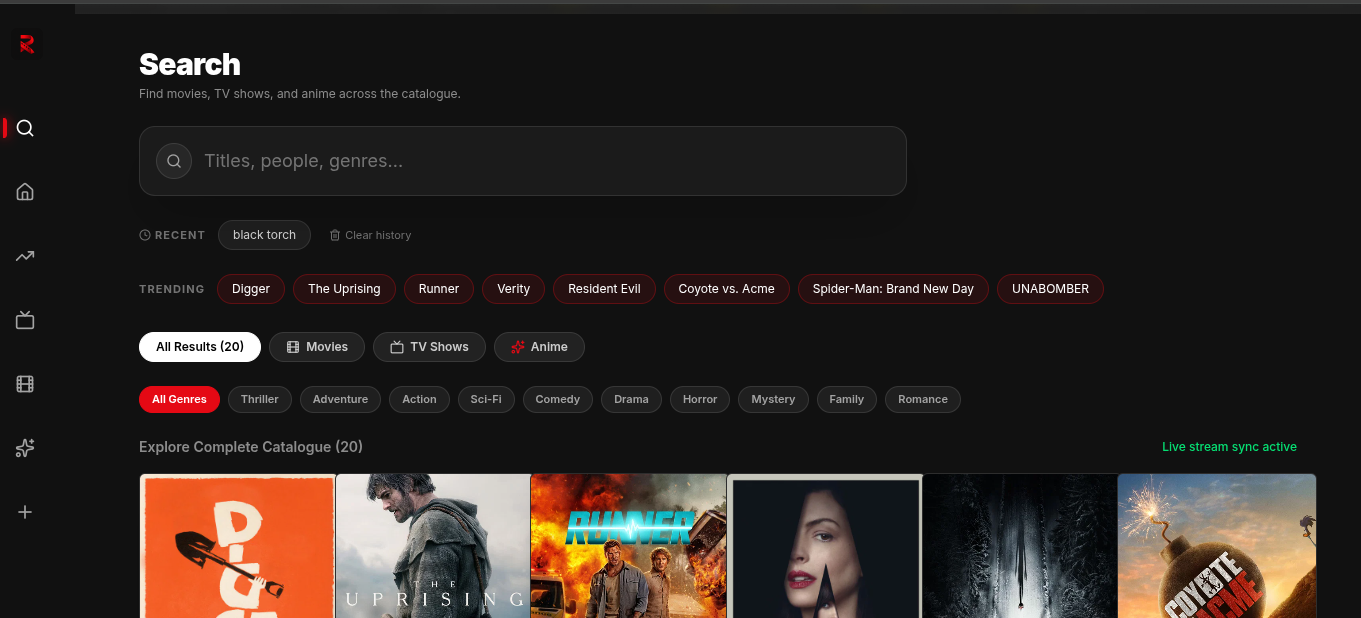 R
Search
Find movies, TV shows, and anime across the catalogue.
Titles, people, genres...
RECENT black torch Clear history
TRENDING Digger The Uprising Runner Verity Resident Evil Coyote vs. Acme Spider-Man: Brand New Day UNABOMBER
All Results (20) Movies TV Shows Anime
All Genres Thriller Adventure Action Sci-Fi Comedy Drama Horror Mystery Family Romance
Explore Complete Catalogue (20) Live stream sync active
RUNNER
THE
UPRISING
COYOTE
ACME